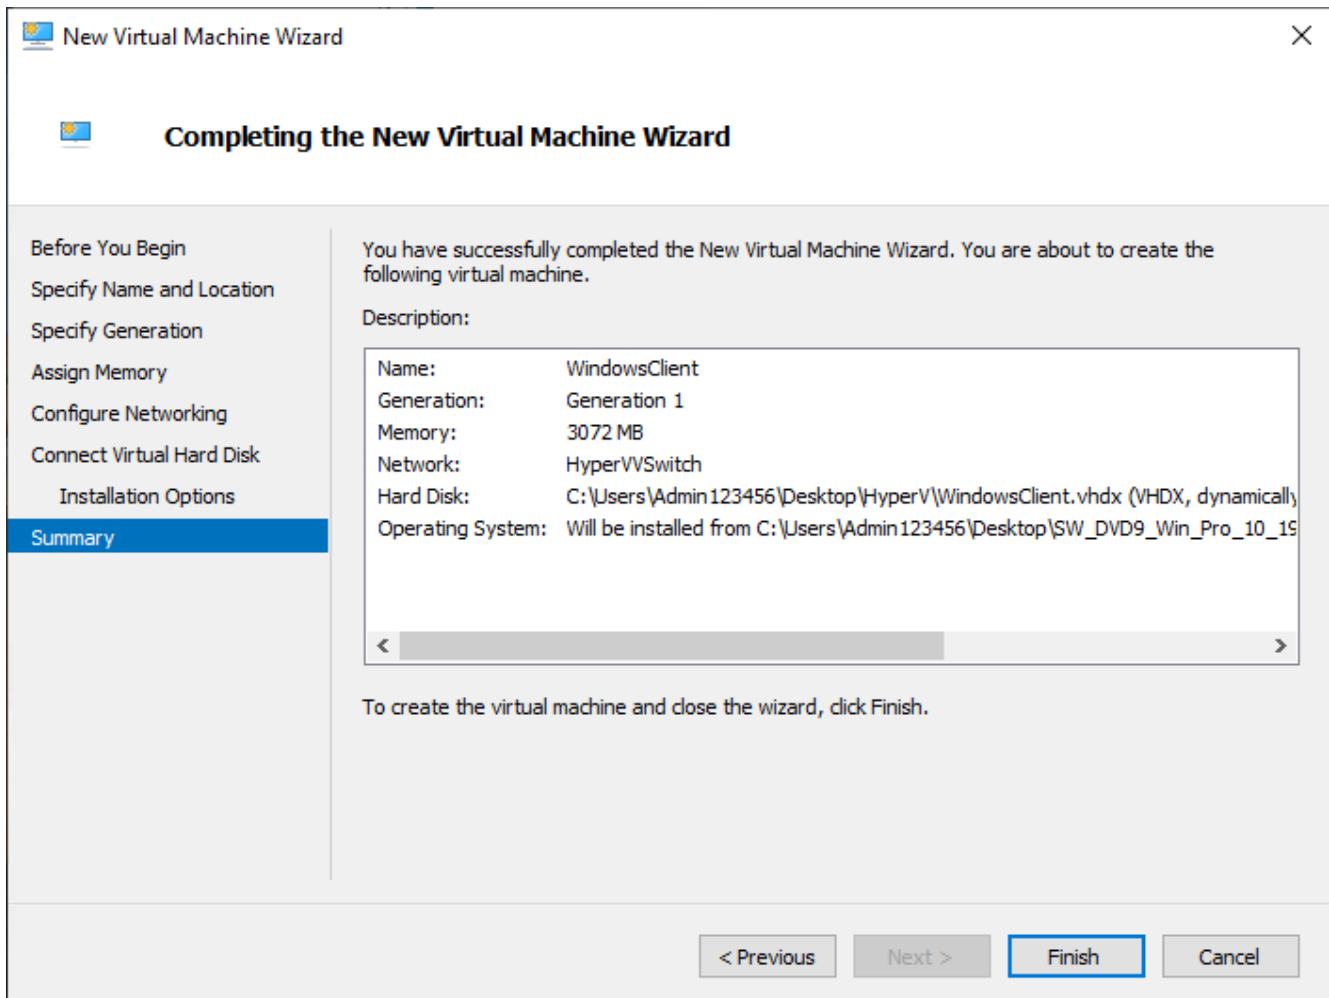 New Virtual Machine Wizard
Completing the New Virtual Machine Wizard
Before You Begin
Specify Name and Location
Specify Generation
Assign Memory
Configure Networking
Connect Virtual Hard Disk
Installation Options
Summary
You have successfully completed the New Virtual Machine Wizard. You are about to create the
following virtual machine.
Description:
Name: WindowsClient
Generation: Generation 1
Memory: 3072 MB
Network: HyperVVSwitch
Hard Disk: C:\Users\Admin123456\Desktop\HyperV\WindowsClient.vhdx (VHDX, dynamically
Operating System: Will be installed from C:\Users\Admin123456\Desktop\SW_DVD9_Win_Pro_10_19
To create the virtual machine and close the wizard, click Finish.
< Previous
Next >
Finish
Cancel